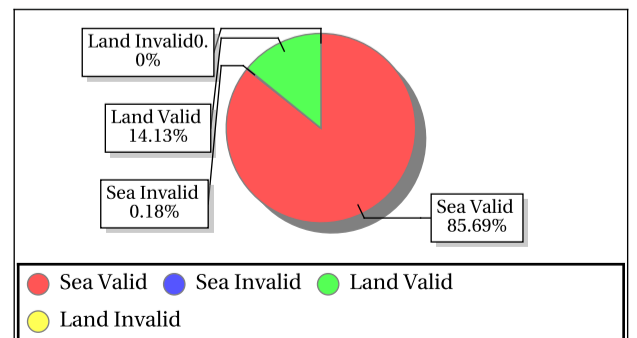 Land Invalid0.
0%
Land Valid
14.13%
Sea Invalid
0.18%
Sea Valid
85.69%
Sea Valid Sea Invalid Land Valid
Land Invalid